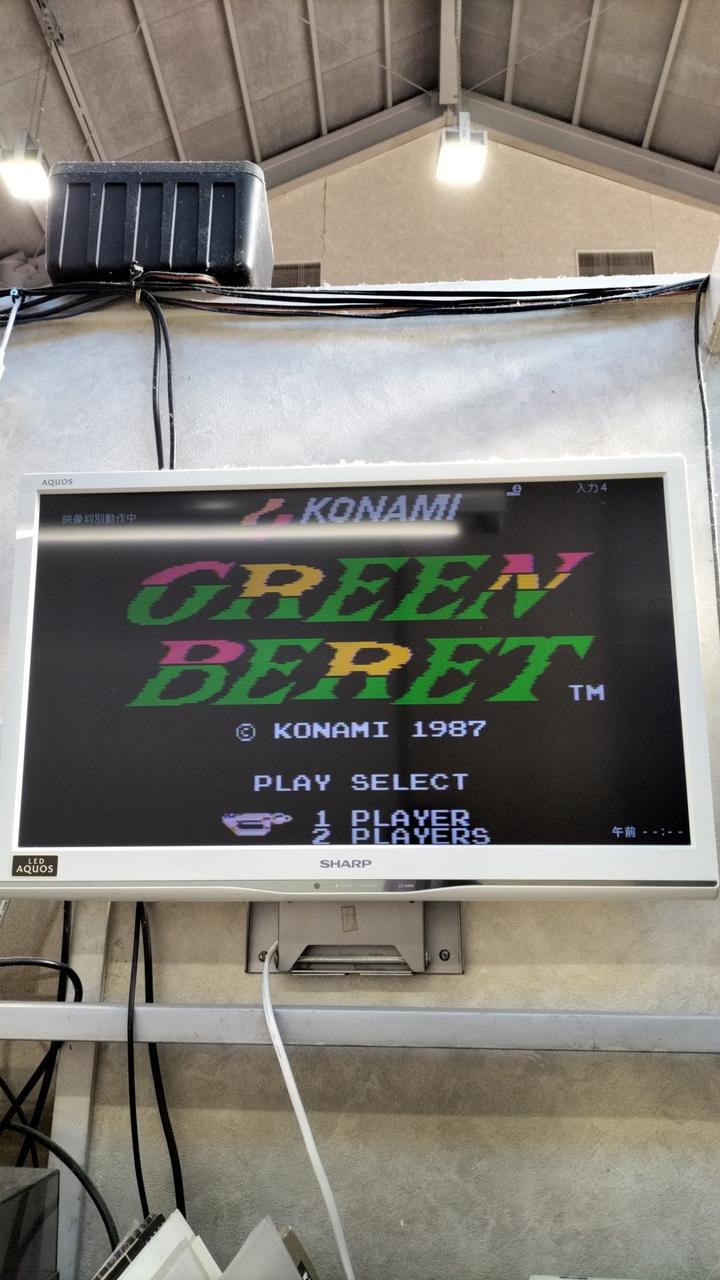 AQUOS
入力4
映像判別動作中
KONAMI
GREEN
BERET
TM
© KONAMI 1987
PLAY SELECT
1 PLAYER
2 PLAYERS
午前 --:--
LED
AQUOS
SHARP